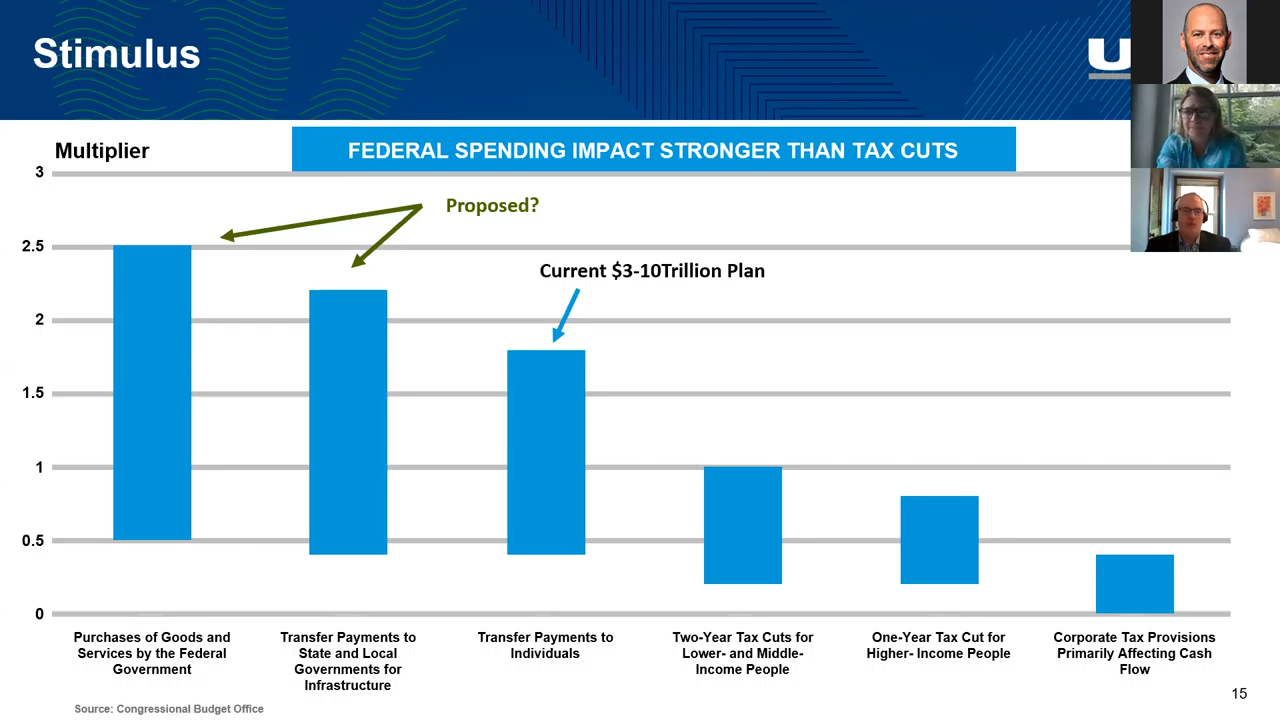 Stimulus
U
Multiplier
FEDERAL SPENDING IMPACT STRONGER THAN TAX CUTS
3
Proposed?
2.5
Current $3-10Trillion Plan
2
1.5
1
0.5
0
Purchases of Goods and
Services by the Federal
Government
Transfer Payments to
State and Local
Governments for
Infrastructure
Transfer Payments to
Individuals
Two-Year Tax Cuts for
Lower- and Middle-
Income People
One-Year Tax Cut for
Higher- Income People
Corporate Tax Provisions
Primarily Affecting Cash
Flow
15
Source: Congressional Budget Office